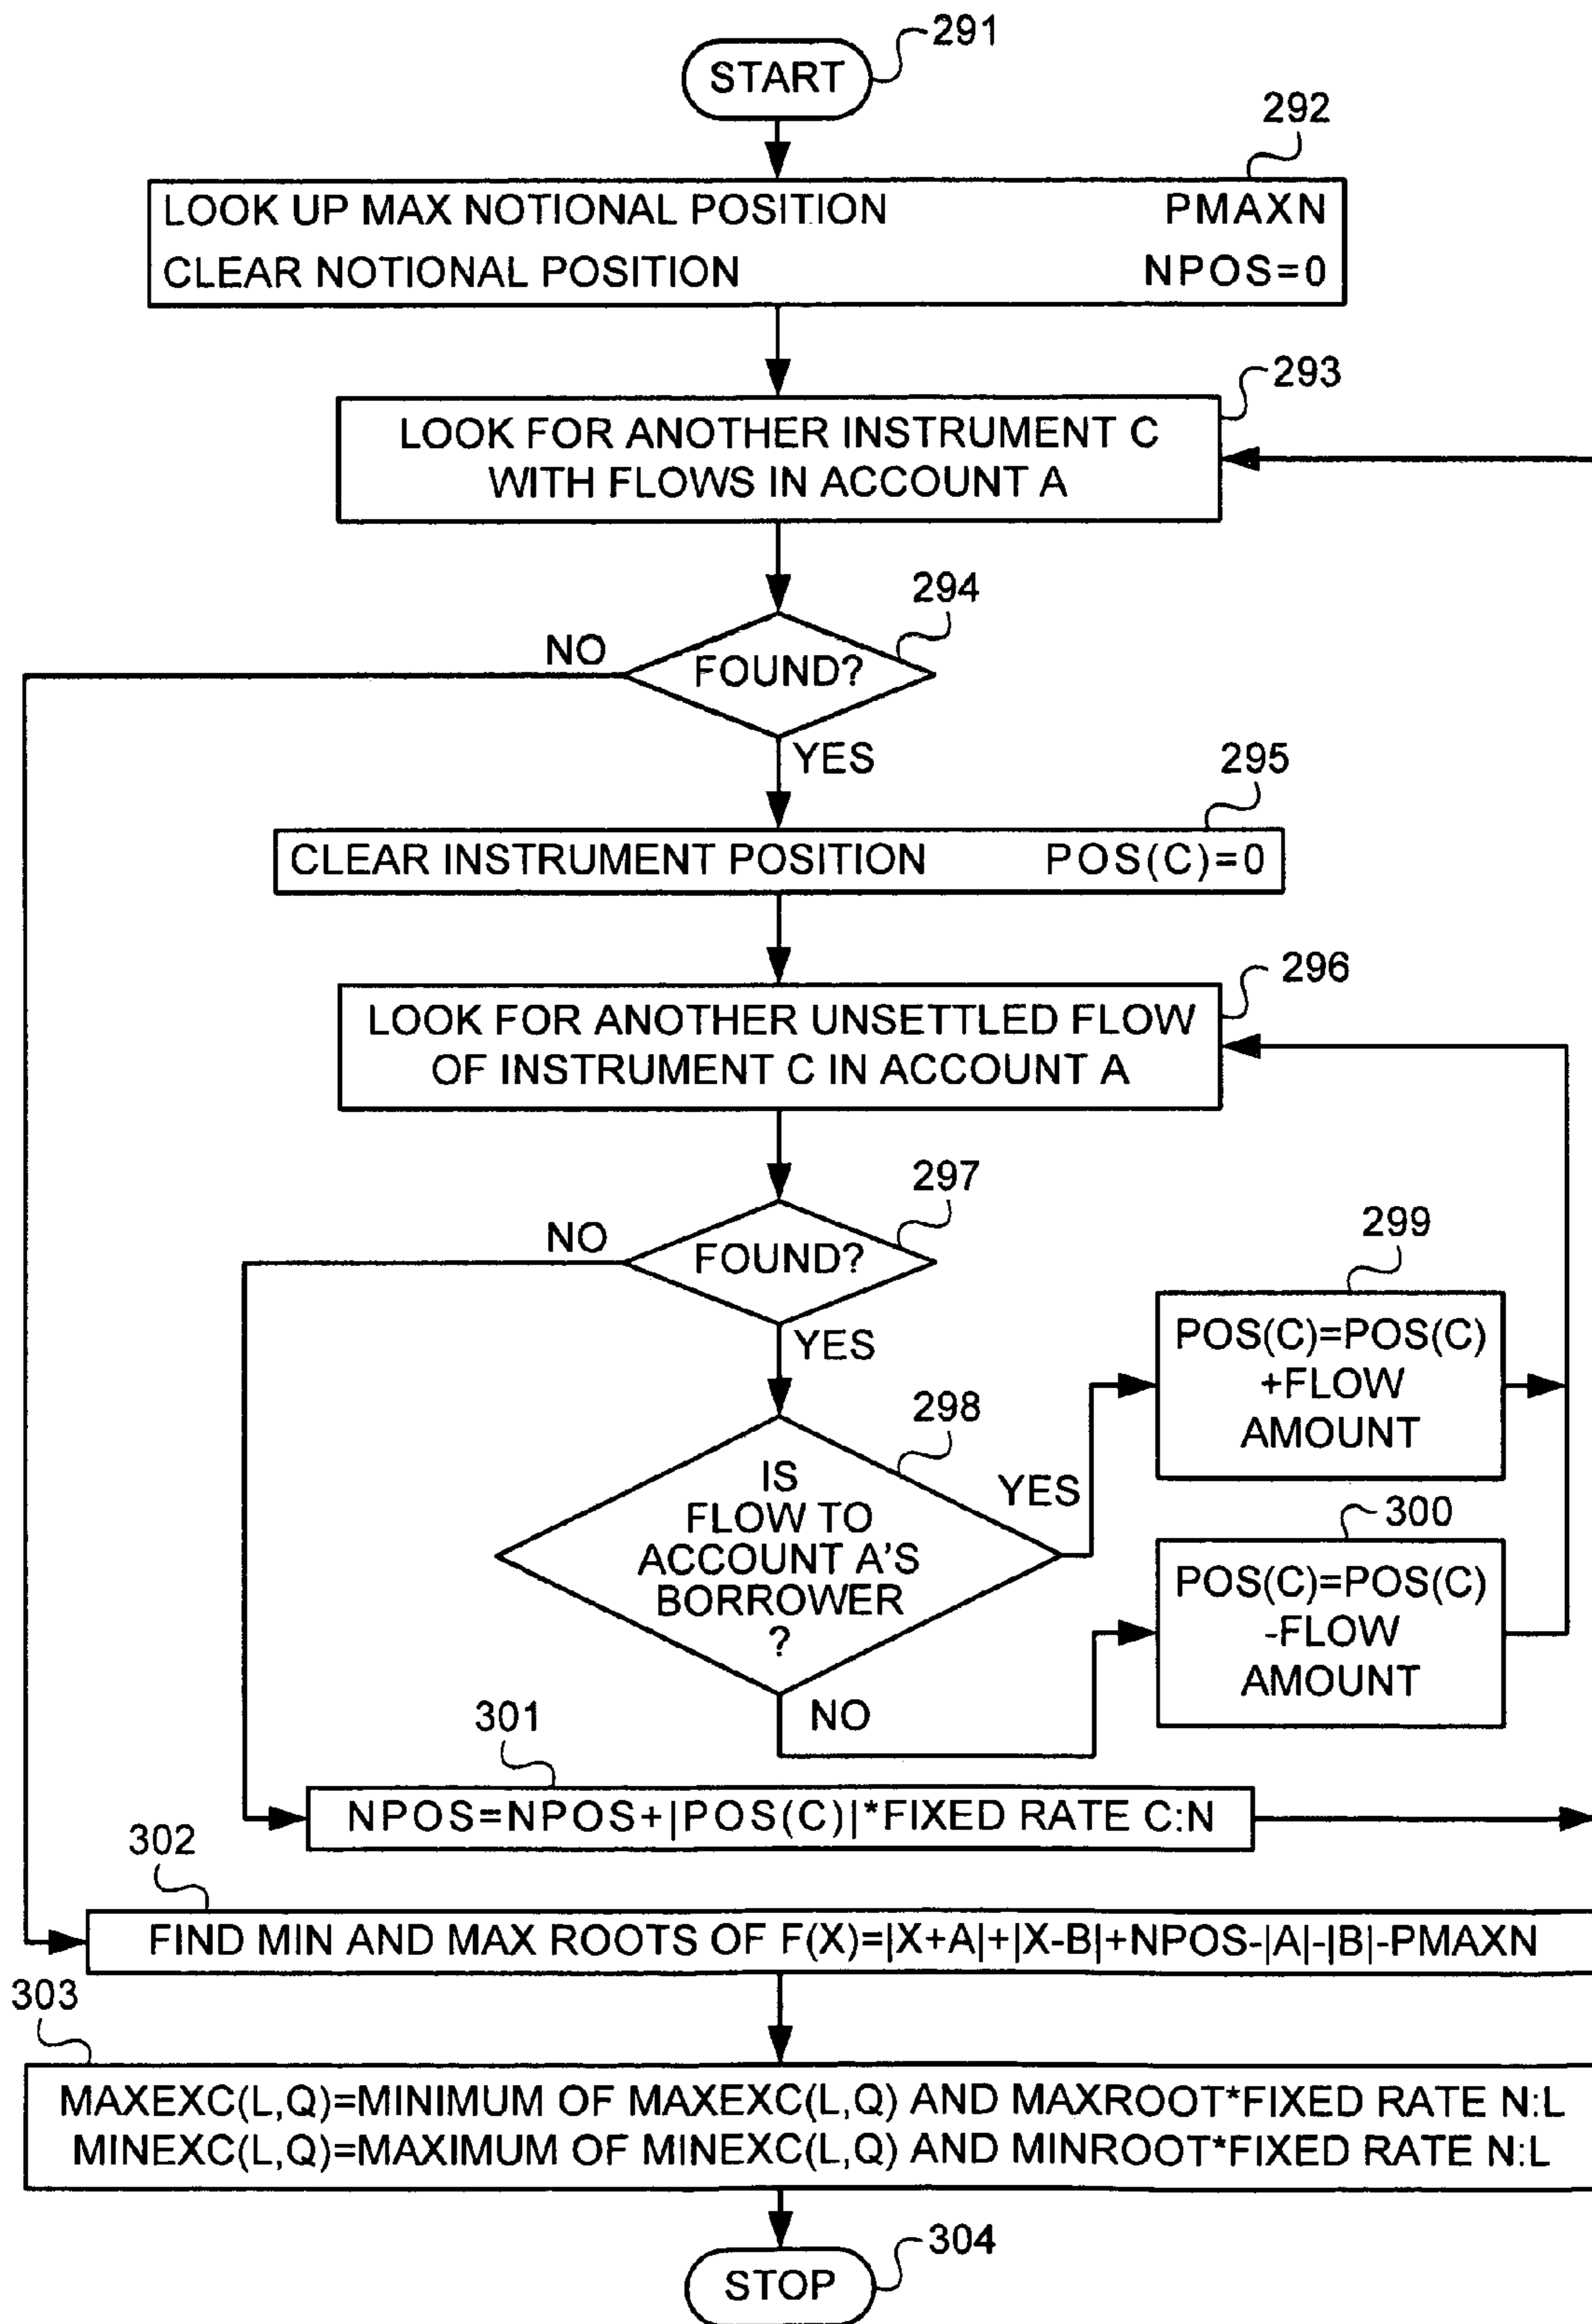 START
291
292
LOOK UP MAX NOTIONAL POSITION PMAXN
CLEAR NOTIONAL POSITION NPOS=0
293
LOOK FOR ANOTHER INSTRUMENT C
WITH FLOWS IN ACCOUNT A
294
NO
FOUND?
YES
295
CLEAR INSTRUMENT POSITION POS(C)=0
296
LOOK FOR ANOTHER UNSETTLED FLOW
OF INSTRUMENT C IN ACCOUNT A
297
NO
FOUND?
YES
299
POS(C)=POS(C)
+FLOW
AMOUNT
298
IS
FLOW TO
ACCOUNT A'S
BORROWER
?
YES
NO
300
POS(C)=POS(C)
-FLOW
AMOUNT
301
NPOS=NPOS+|POS(C)|*FIXED RATE C:N
302
FIND MIN AND MAX ROOTS OF F(X)=|X+A|+|X-B|+NPOS-|A|-|B|-PMAXN
303
MAXEXC(L,Q)=MINIMUM OF MAXEXC(L,Q) AND MAXROOT*FIXED RATE N:L
MINEXC(L,Q)=MAXIMUM OF MINEXC(L,Q) AND MINROOT*FIXED RATE N:L
STOP
304